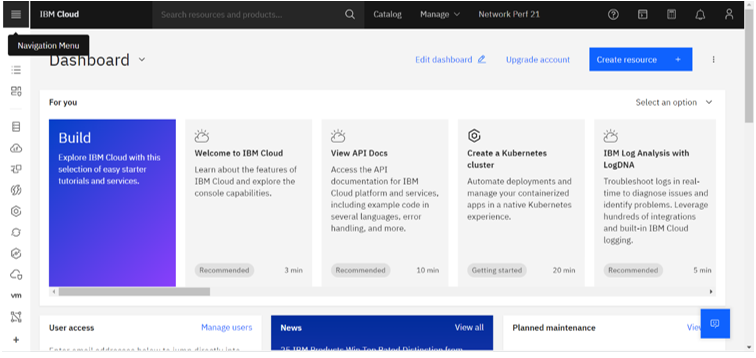 IBM Cloud
Search resources and products...
Catalog
Manage
Network Perf 21
Navigation Menu
Dashboard
Edit dashboard
Upgrade account
Create resource +
For you
Select an option
Build
Explore IBM Cloud with this
selection of easy starter
tutorials and services.
Welcome to IBM Cloud
Learn about the features of
IBM Cloud and explore the
console capabilities.
Recommended
3 min
View API Docs
Access the API
documentation for IBM
Cloud platform and services,
including example code in
several languages, error
handling, and more.
Recommended
10 min
Create a Kubernetes
cluster
Automate deployments and
manage your containerized
apps in a native Kubernetes
experience.
Getting started
20 min
IBM Log Analysis with
LogDNA
Troubleshoot logs in real-
time to diagnose issues and
identify problems. Leverage
hundreds of integrations
and built-in IBM Cloud
logging.
Recommended
5 min
vm
User access
Manage users
Enter email addresses below to jump directly into
News
View all
25 IBM Products Win Top Rated Distinction from
Planned maintenance